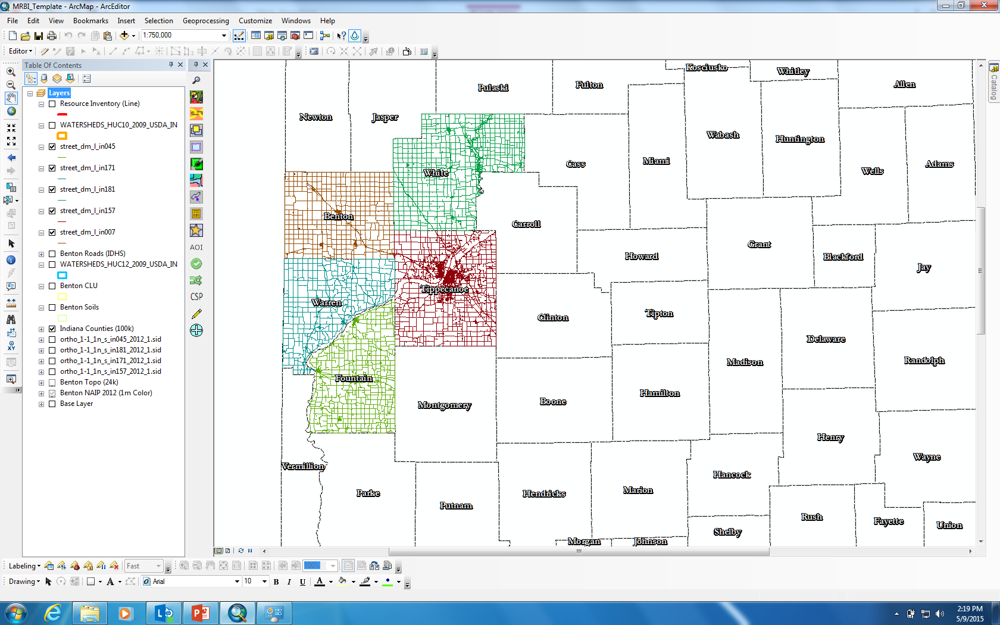 MRBI_Template - ArcMap - ArcEditor
File Edit View Bookmarks Insert Selection Geoprocessing Customize Windows Help
1:750,000
Editor
Table Of Contents
Layers
Resource Inventory (Line)
WATERSHEDS_HUC10_2009_USDA_IN
street_dm_l_in045
street_dm_l_in171
street_dm_l_in181
street_dm_l_in157
street_dm_l_in007
Benton Roads (IDHS)
WATERSHEDS_HUC12_2009_USDA_IN
Benton CLU
Benton Soils
Indiana Counties (100k)
ortho_1-1_1n_s_in045_2012_1.sid
ortho_1-1_1n_s_in181_2012_1.sid
ortho_1-1_1n_s_in171_2012_1.sid
ortho_1-1_1n_s_in157_2012_1.sid
Benton Topo (24k)
Benton NAIP 2012 (1m Color)
Base Layer
XY
AOI
CSP
Kosciusko
Whitley
Allen
Pulaski
Fulton
Newton
Jasper
Wabash
Huntington
White
Cass
Miami
Wells
Adams
Benton
Carroll
Howard
Grant
Blackford
Jay
Warren
Tippecanoe
Clinton
Tipton
Delaware
Randolph
Fountain
Montgomery
Boone
Hamilton
Madison
Henry
Wayne
Vermillion
Parke
Putnam
Hendricks
Marion
Hancock
Rush
Fayette
Union
Shelby
Morgan
Johnson
Catalog
Labeling Fast 100%
Drawing A Arial 10 B I U A
2:19 PM
5/9/2015